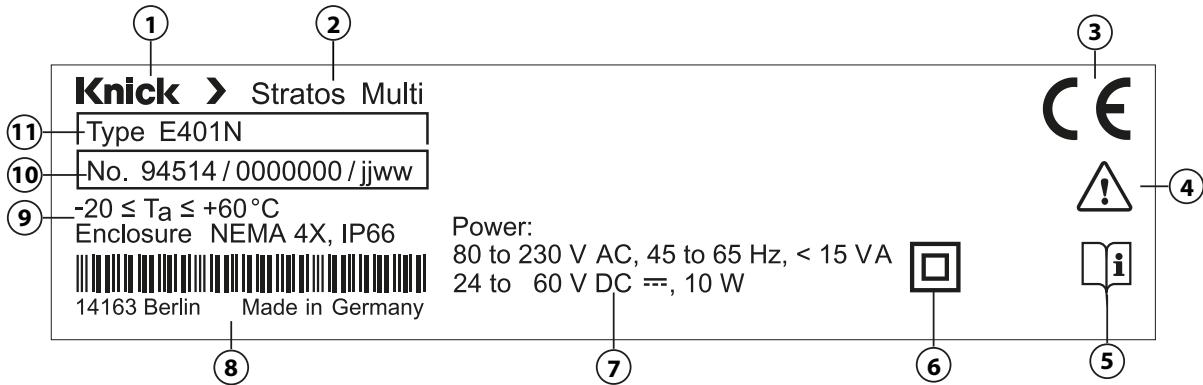 1
2
3
Knick > Stratos Multi
CE
11
Type E401N
10
No. 94514/0000000/jjww
4
9
-20 ≤ Ta ≤ +60 °C
Enclosure NEMA 4X, IP66
Power:
80 to 230 V AC, 45 to 65 Hz, < 15 VA
24 to 60 V DC ⎓, 10 W
i
14163 Berlin Made in Germany
8
7
6
5